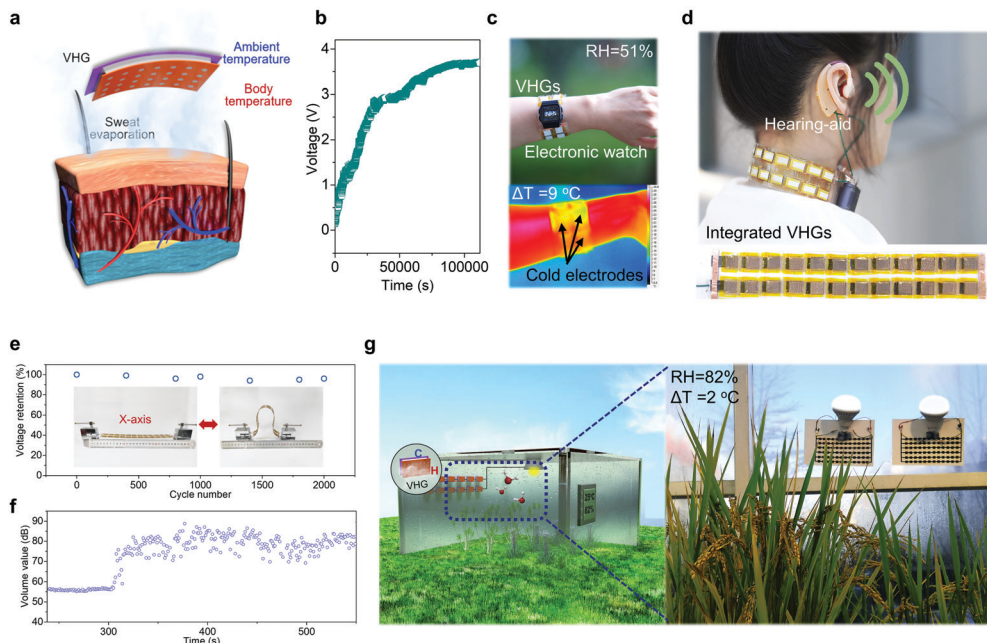 a
VHG
Ambient
temperature
Body
temperature
Sweat
evaporation
b
Voltage (V)
4
3
2
1
0
0
50000
100000
Time (s)
c
RH=51%
VHGs
Electronic watch
ΔT =9 °C
Cold electrodes
d
Hearing-aid
Integrated VHGs
e
Voltage retention (%)
100
80
60
40
20
0
X-axis
0
500
1000
1500
2000
Cycle number
f
Volume value (dB)
90
80
70
60
50
40
300
400
500
Time (s)
g
C
H
VHG
82%
RH=82%
ΔT =2 °C